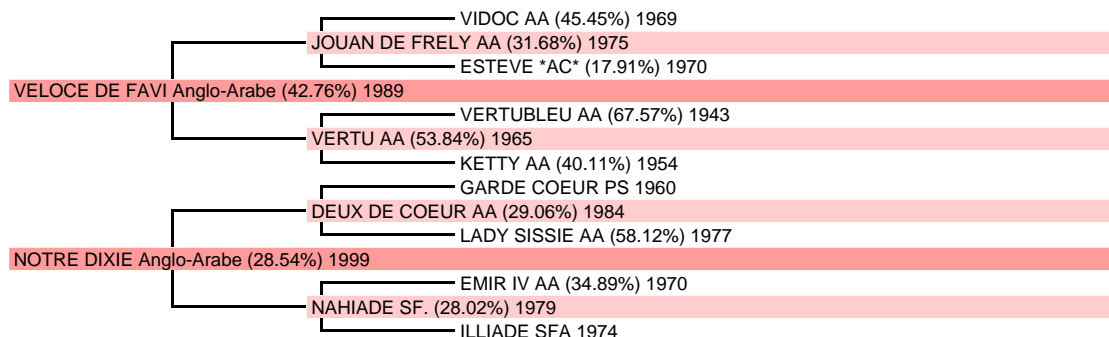 VIDOC AA (45.45%) 1969
JOUAN DE FRELY AA (31.68%) 1975
ESTEVE *AC* (17.91%) 1970
VELOCE DE FAVI Anglo-Arabe (42.76%) 1989
VERTUBLEU AA (67.57%) 1943
VERTU AA (53.84%) 1965
KETTY AA (40.11%) 1954
GARDE COEUR PS 1960
DEUX DE COEUR AA (29.06%) 1984
LADY SISSIE AA (58.12%) 1977
NOTRE DIXIE Anglo-Arabe (28.54%) 1999
EMIR IV AA (34.89%) 1970
NAHIADE SF. (28.02%) 1979
ILLIADE SFA 1974